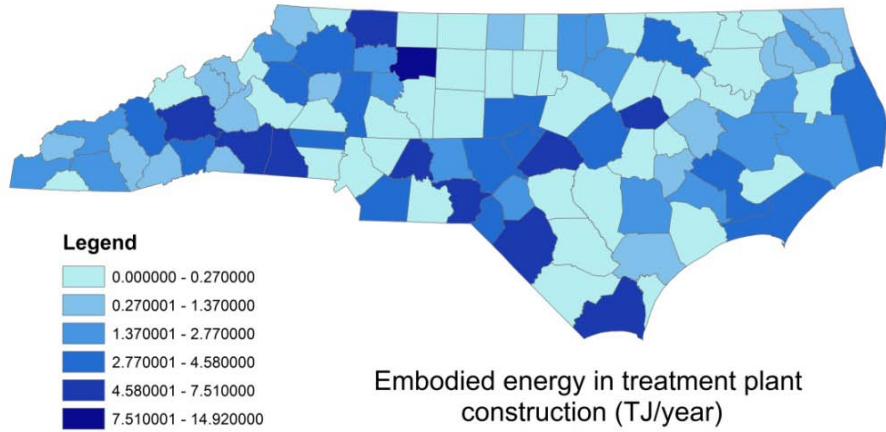 Legend
0.000000 - 0.270000
0.270001 - 1.370000
1.370001 - 2.770000
2.770001 - 4.580000
4.580001 - 7.510000
7.510001 - 14.920000
Embodied energy in treatment plant
construction (TJ/year)